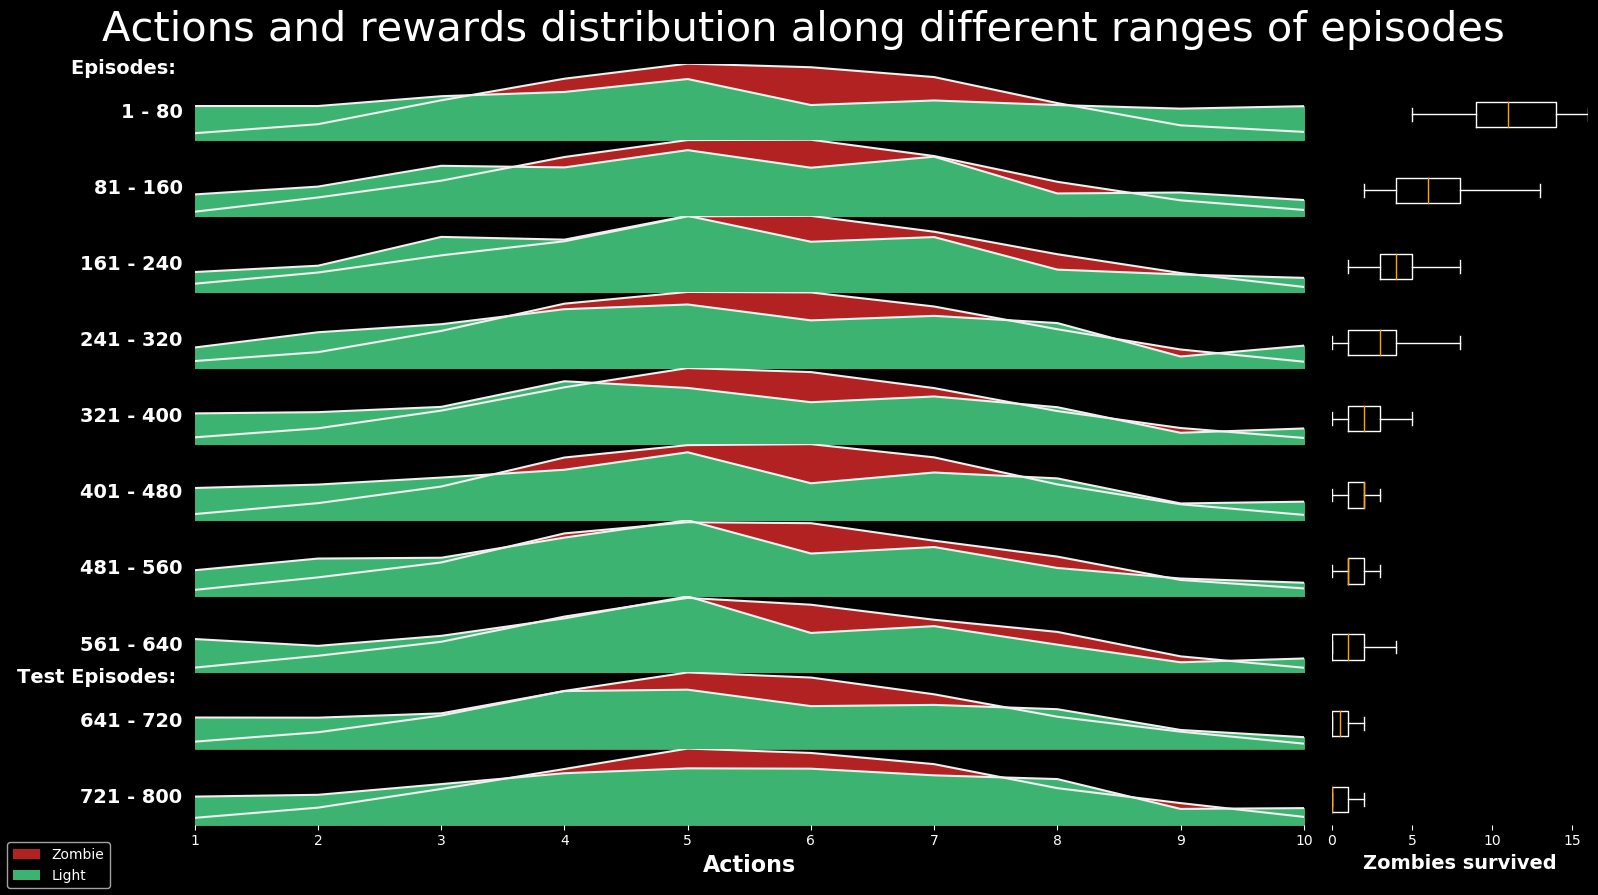 Actions and rewards distribution along different ranges of episodes
Episodes:
1 - 80
81 - 160
161 - 240
241 - 320
321 - 400
401 - 480
481 - 560
561 - 640
Test Episodes:
641 - 720
721 - 800
1 2 3 4 5 6 7 8 9 10
0 5 10 15
Actions
Zombies survived
Zombie
Light